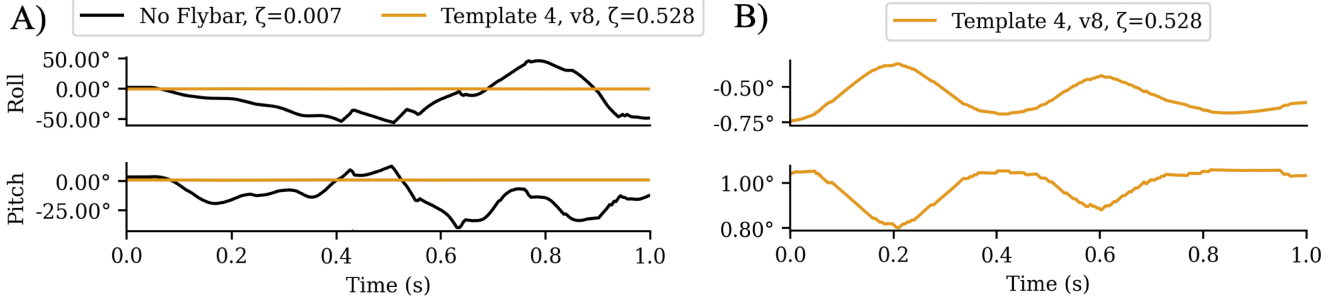 A)
No Flybar, ζ=0.007
Template 4, v8, ζ=0.528
Roll
50.00°
0.00°
-50.00°
Pitch
0.00°
-25.00°
0.0 0.2 0.4 0.6 0.8 1.0
Time (s)
B)
Template 4, v8, ζ=0.528
-0.50°
-0.75°
1.00°
0.80°
0.0 0.2 0.4 0.6 0.8 1.0
Time (s)